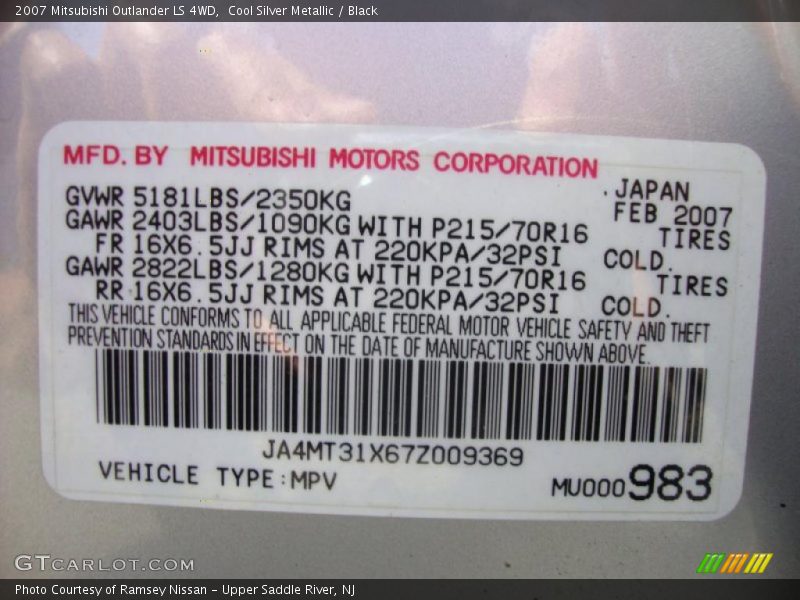 2007 Mitsubishi Outlander LS 4WD,  Cool Silver Metallic / Black
MFD. BY MITSUBISHI MOTORS CORPORATION
.JAPAN
GVWR 5181LBS/2350KG
FEB 2007
GAWR 2403LBS/1090KG WITH P215/70R16 TIRES
FR 16X6.5JJ RIMS AT 220KPA/32PSI COLD.
GAWR 2822LBS/1280KG WITH P215/70R16 TIRES
RR 16X6.5JJ RIMS AT 220KPA/32PSI COLD.
THIS VEHICLE CONFORMS TO ALL APPLICABLE FEDERAL MOTOR VEHICLE SAFETY AND THEFT
PREVENTION STANDARDS IN EFFECT ON THE DATE OF MANUFACTURE SHOWN ABOVE.
JA4MT31X67Z009369
VEHICLE TYPE:MPV MU000983
GTCARLOT.COM
Photo Courtesy of Ramsey Nissan – Upper Saddle River, NJ